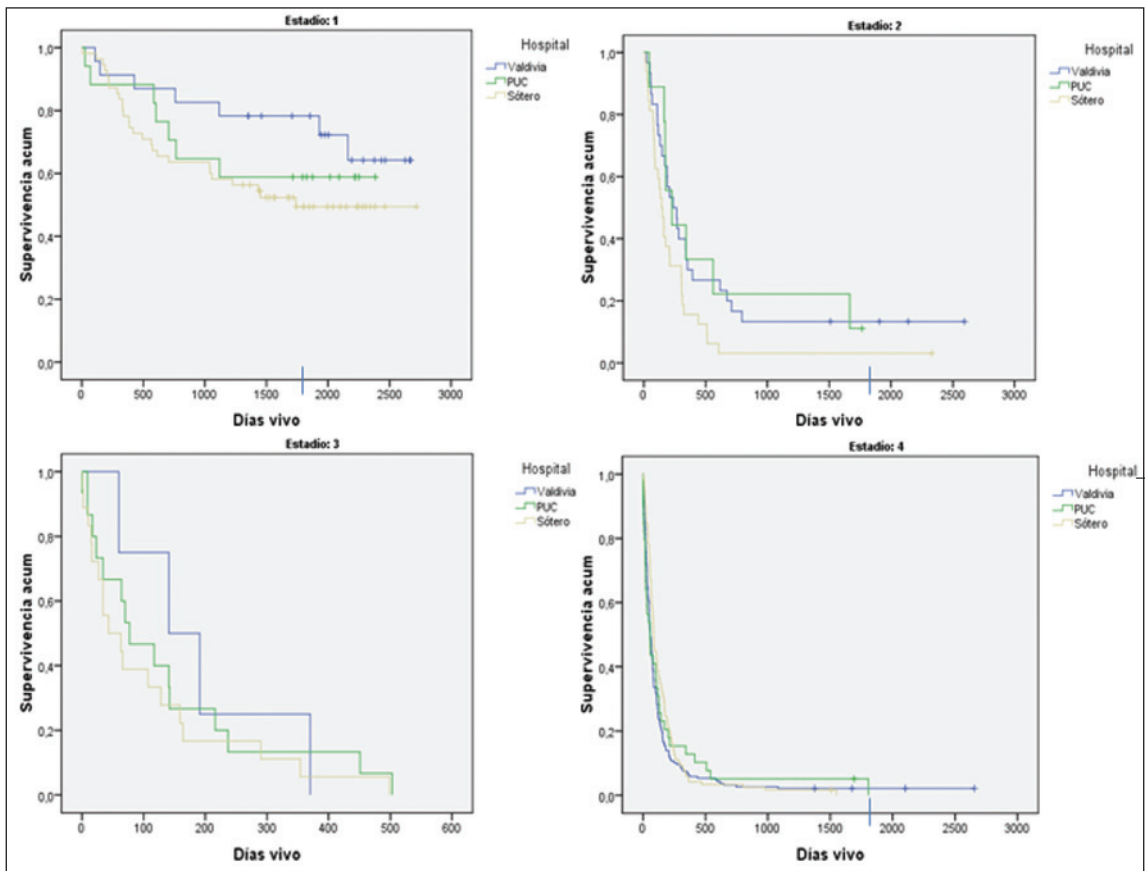 Estadío: 1
Hospital
Valdivia
PUC
Sótero
Supervivencia acum
1,0
0,8
0,6
0,4
0,2
0,0
0 500 1000 1500 2000 2500 3000
Días vivo
Estadío: 2
Hospital
Valdivia
PUC
Sótero
Supervivencia acum
1,0
0,8
0,6
0,4
0,2
0,0
0 500 1000 1500 2000 2500 3000
Días vivo
Estadío: 3
Hospital
Valdivia
PUC
Sótero
Supervivencia acum
1,0
0,8
0,6
0,4
0,2
0,0
0 100 200 300 400 500 600
Días vivo
Estadío: 4
Hospital
Valdivia
PUC
Sótero
Supervivencia acum
1,0
0,8
0,6
0,4
0,2
0,0
0 500 1000 1500 2000 2500 3000
Días vivo